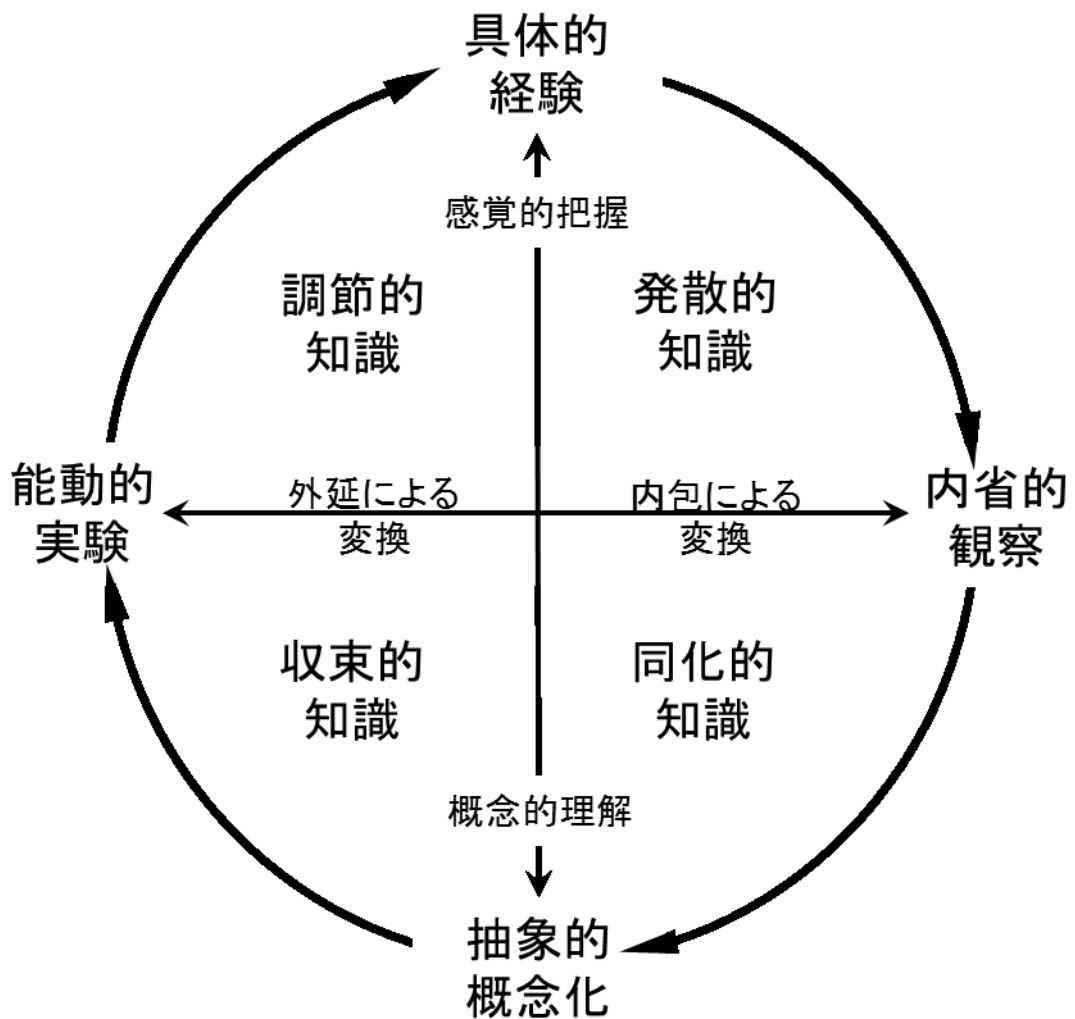 具体的
経験
感覚的把握
調節的
知識
発散的
知識
能動的
実験
外延による
変換
内包による
変換
内省的
観察
収束的
知識
同化的
知識
概念的理解
抽象的
概念化